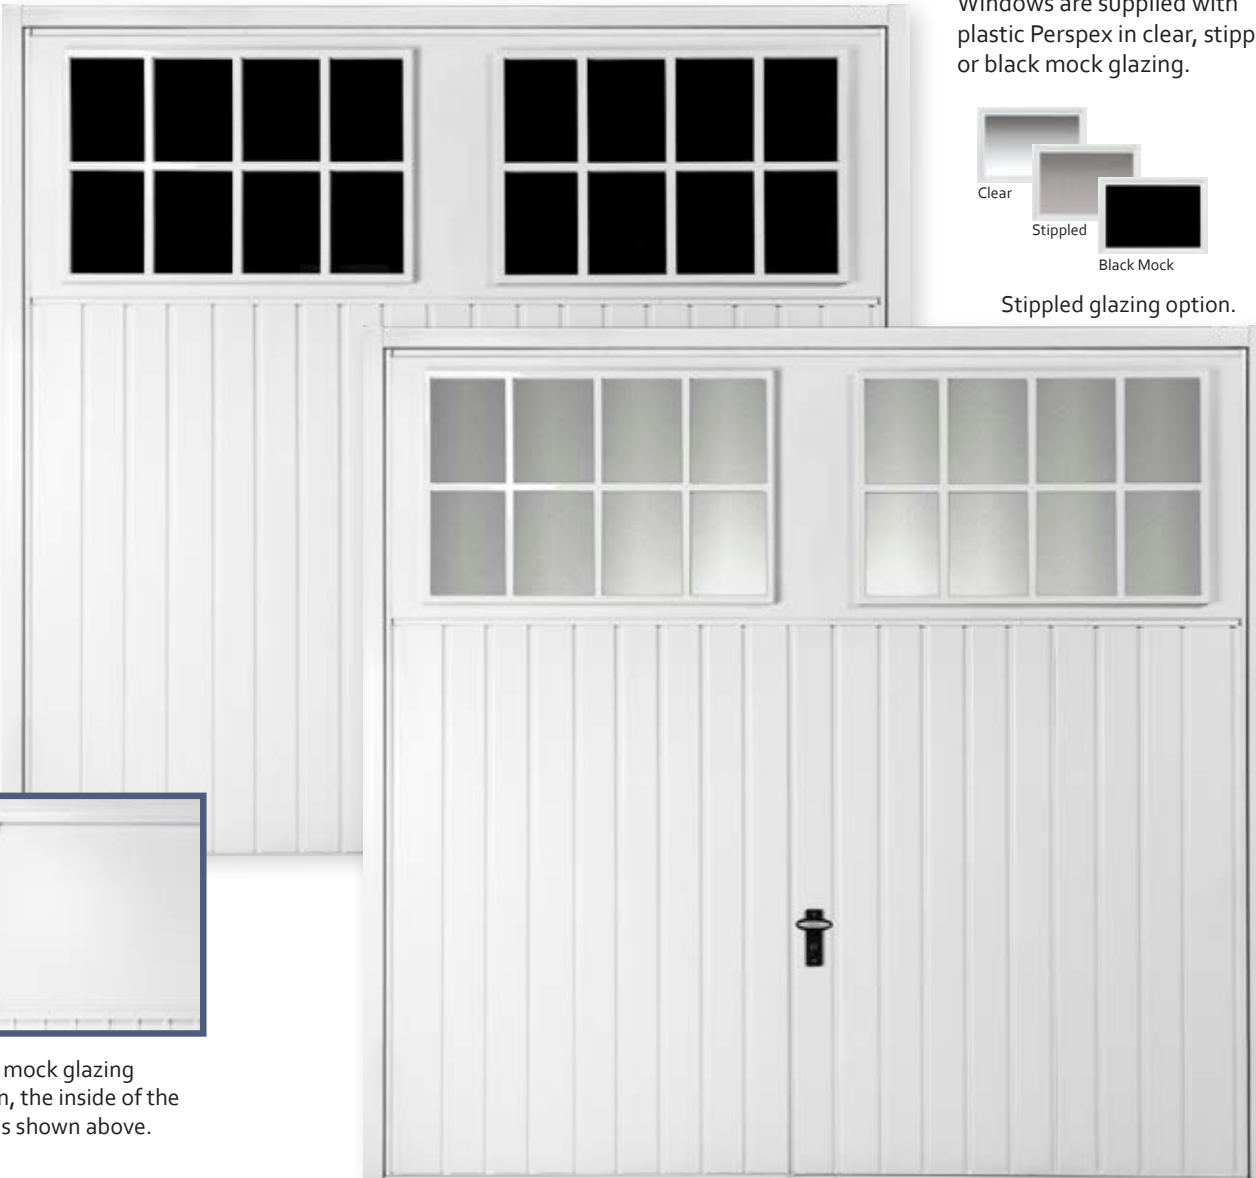 Windows are supplied with
plastic Perspex in clear, stipp
or black mock glazing.
Clear
Stippled
Black Mock
Stippled glazing option.
mock glazing
n, the inside of the
s shown above.